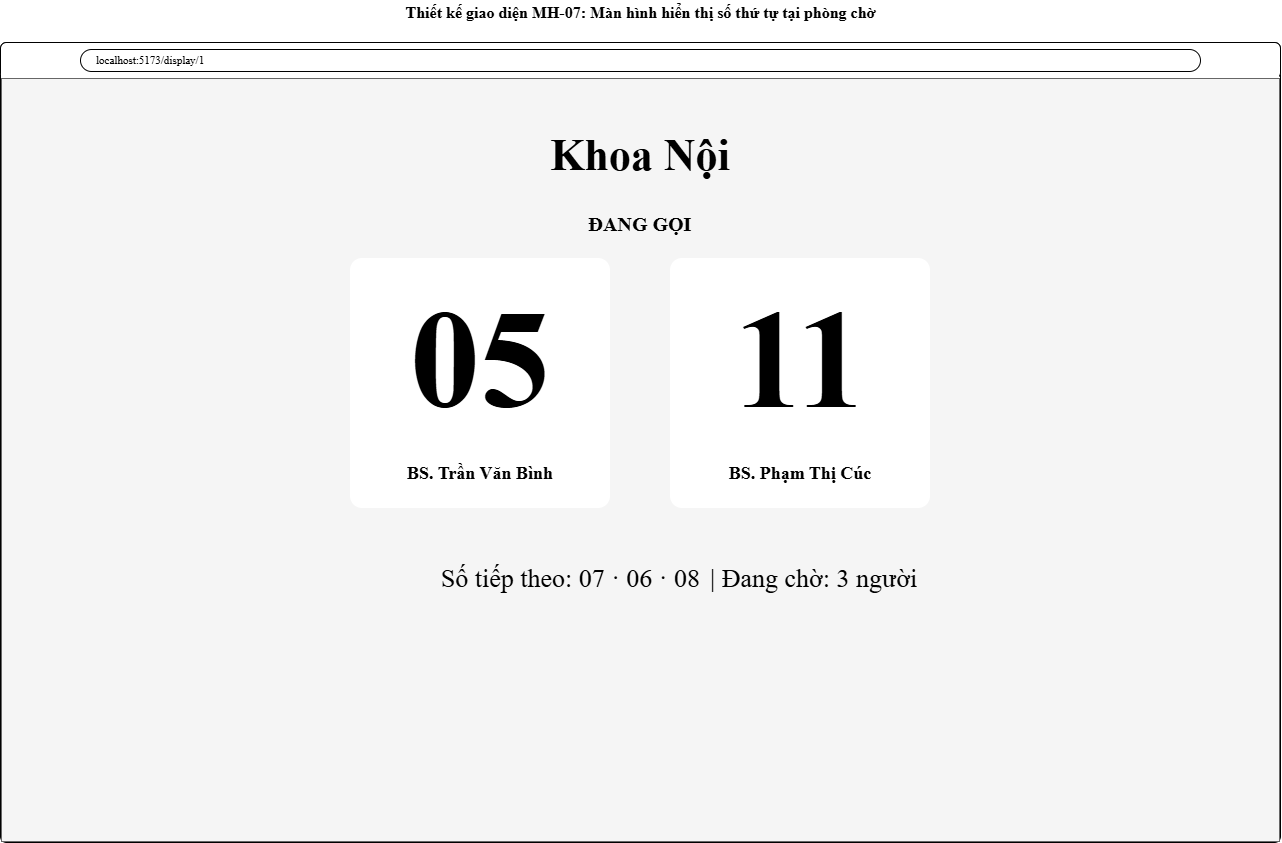 Thiết kế giao diện MH-07: Màn hình hiển thị số thứ tự tại phòng chờ
localhost:5173/display/1
Khoa Nội
ĐANG GỌI
05
11
BS. Trần Văn Bình
BS. Phạm Thị Cúc
Số tiếp theo: 07 · 06 · 08 | Đang chờ: 3 người